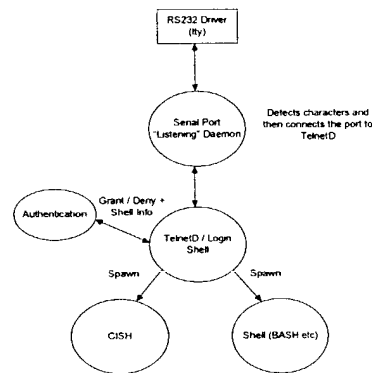 RS232 Driver
(tty)
Serial Port
"Listening" Daemon
Detects characters and
then connects the port to
TelnetD
Grant / Deny +
Shell Info
Authentication
TelnetD / Login
Shell
Spawn
Spawn
CISH
Shell (BASH etc)